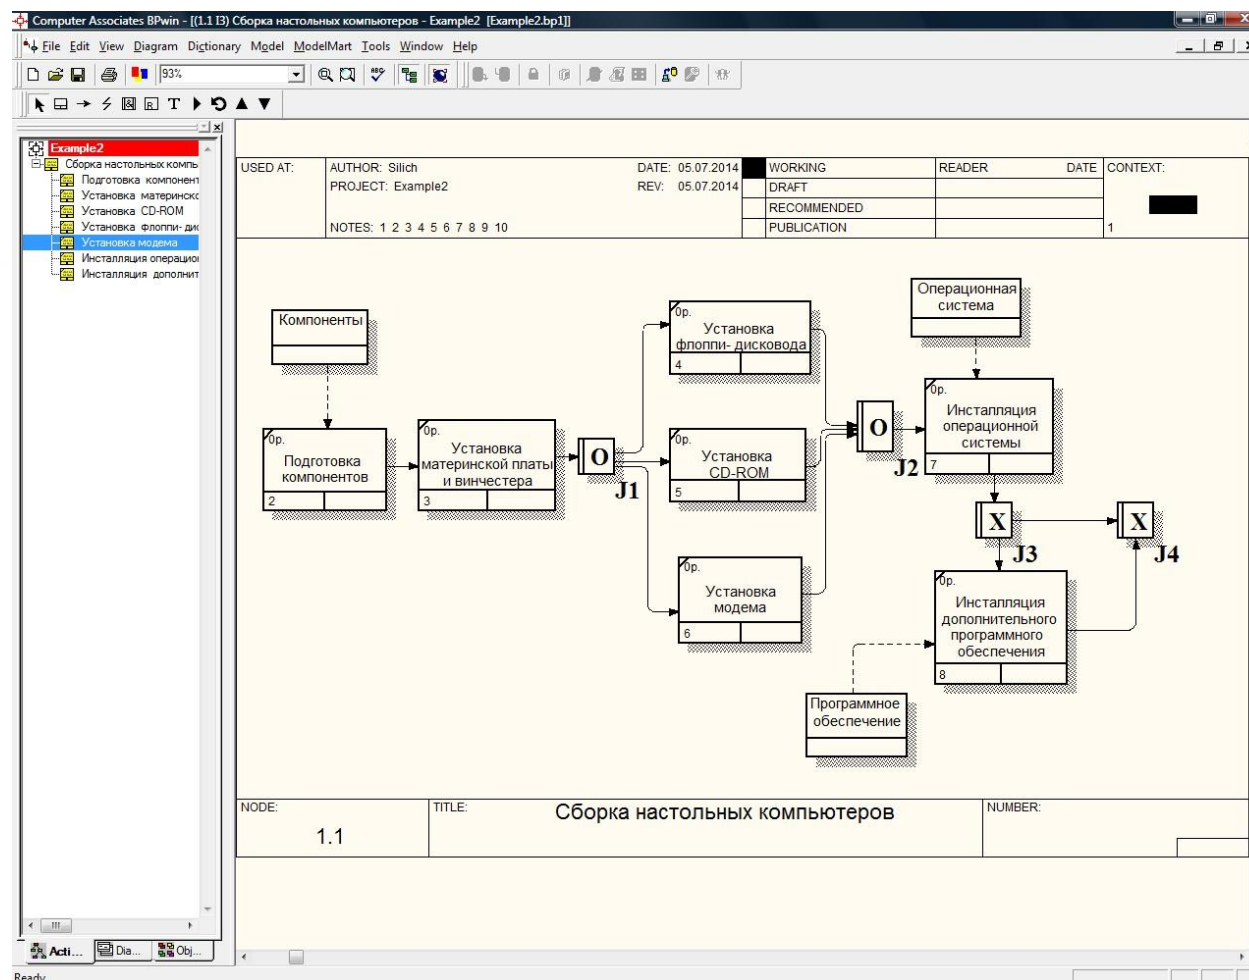 Computer Associates BPwin - [(1.1 I3) Сборка настольных компьютеров - Example2 [Example2.bp1]]
File Edit View Diagram Dictionary Model ModelMart Tools Window Help
93%
Example2
Сборка настольных компь
Подготовка компонент
Установка материнско
Установка CD-ROM
Установка флоппи- дис
Установка модема
Инсталляция операцион
Инсталляция дополнит
Acti...
Dia...
Obj...
USED AT:
AUTHOR: Silich
PROJECT: Example2
NOTES: 1 2 3 4 5 6 7 8 9 10
DATE: 05.07.2014
REV: 05.07.2014
WORKING
DRAFT
RECOMMENDED
PUBLICATION
READER DATE
CONTEXT:
1
Компоненты
0р.
Подготовка
компонентов
2
0р.
Установка
материнской платы
и винчестера
3
O
J1
0р.
Установка
флоппи- дисковода
4
0р.
Установка
CD-ROM
5
0р.
Установка
модема
6
O
J2
Операционная
система
0р.
Инсталляция
операционной
системы
7
X
J3
X
J4
0р.
Инсталляция
дополнительного
программного
обеспечения
8
Программное
обеспечение
NODE:
1.1
TITLE:
Сборка настольных компьютеров
NUMBER:
Ready